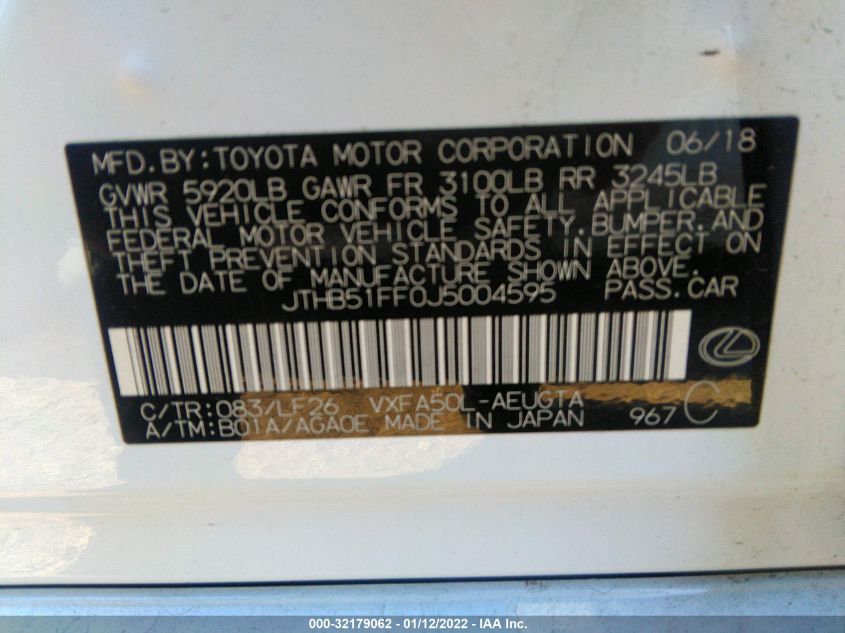 MFD.BY:TOYOTA MOTOR CORPORATION 06/18
GVWR 5920LB GAWR FR 3100LB RR 3245LB
THIS VEHICLE CONFORMS TO ALL APPLICABLE
FEDERAL MOTOR VEHICLE SAFETY,BUMPER,AND
THEFT PREVENTION STANDARDS IN EFFECT ON
THE DATE OF MANUFACTURE SHOWN ABOVE.
JTHB51FF0J5004595 PASS.CAR
C/TR:083/LF26 VXFA50L-AEUGTA
A/TM:B01A/AGA0E MADE IN JAPAN 967 C
000-32179062 - 01/12/2022 - IAA Inc.